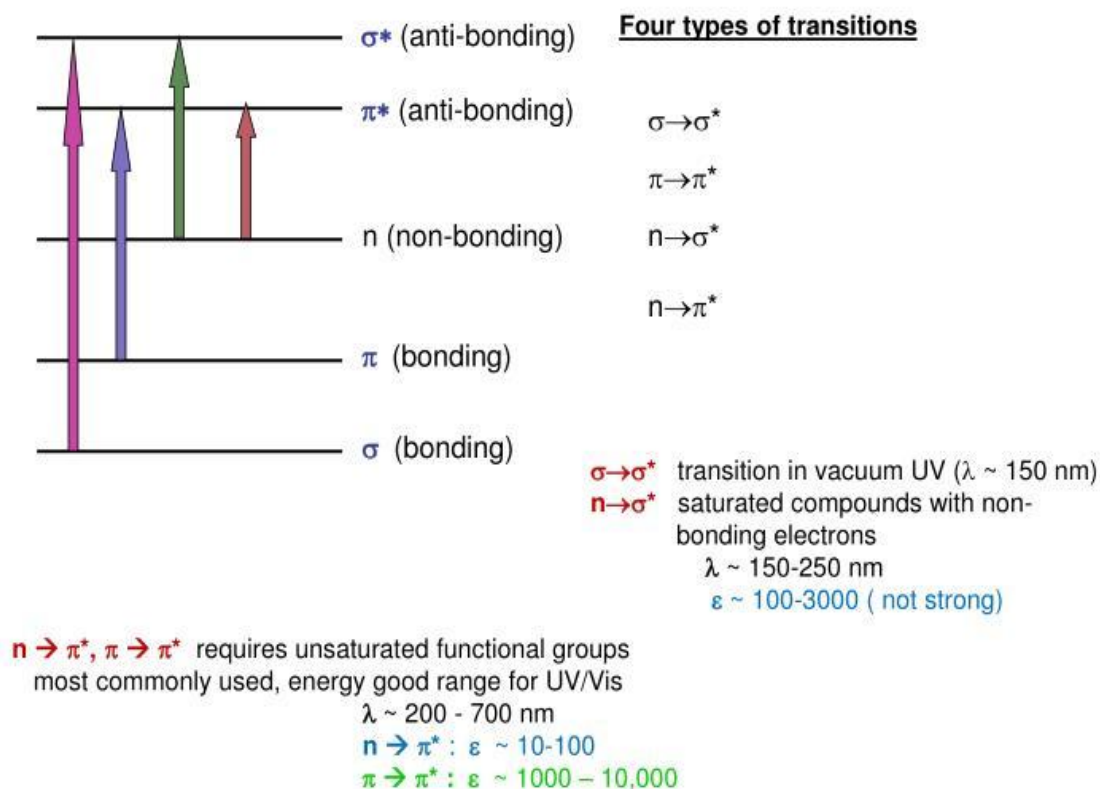 σ* (anti-bonding)
π* (anti-bonding)
n (non-bonding)
π (bonding)
σ (bonding)
Four types of transitions
σ→σ*
π→π*
n→σ*
n→π*
σ→σ* transition in vacuum UV (λ ~ 150 nm)
n→σ* saturated compounds with non-
bonding electrons
λ ~ 150-250 nm
ε ~ 100-3000 ( not strong)
n → π*, π → π* requires unsaturated functional groups
most commonly used, energy good range for UV/Vis
λ ~ 200 - 700 nm
n → π* : ε ~ 10-100
π → π* : ε ~ 1000 – 10,000